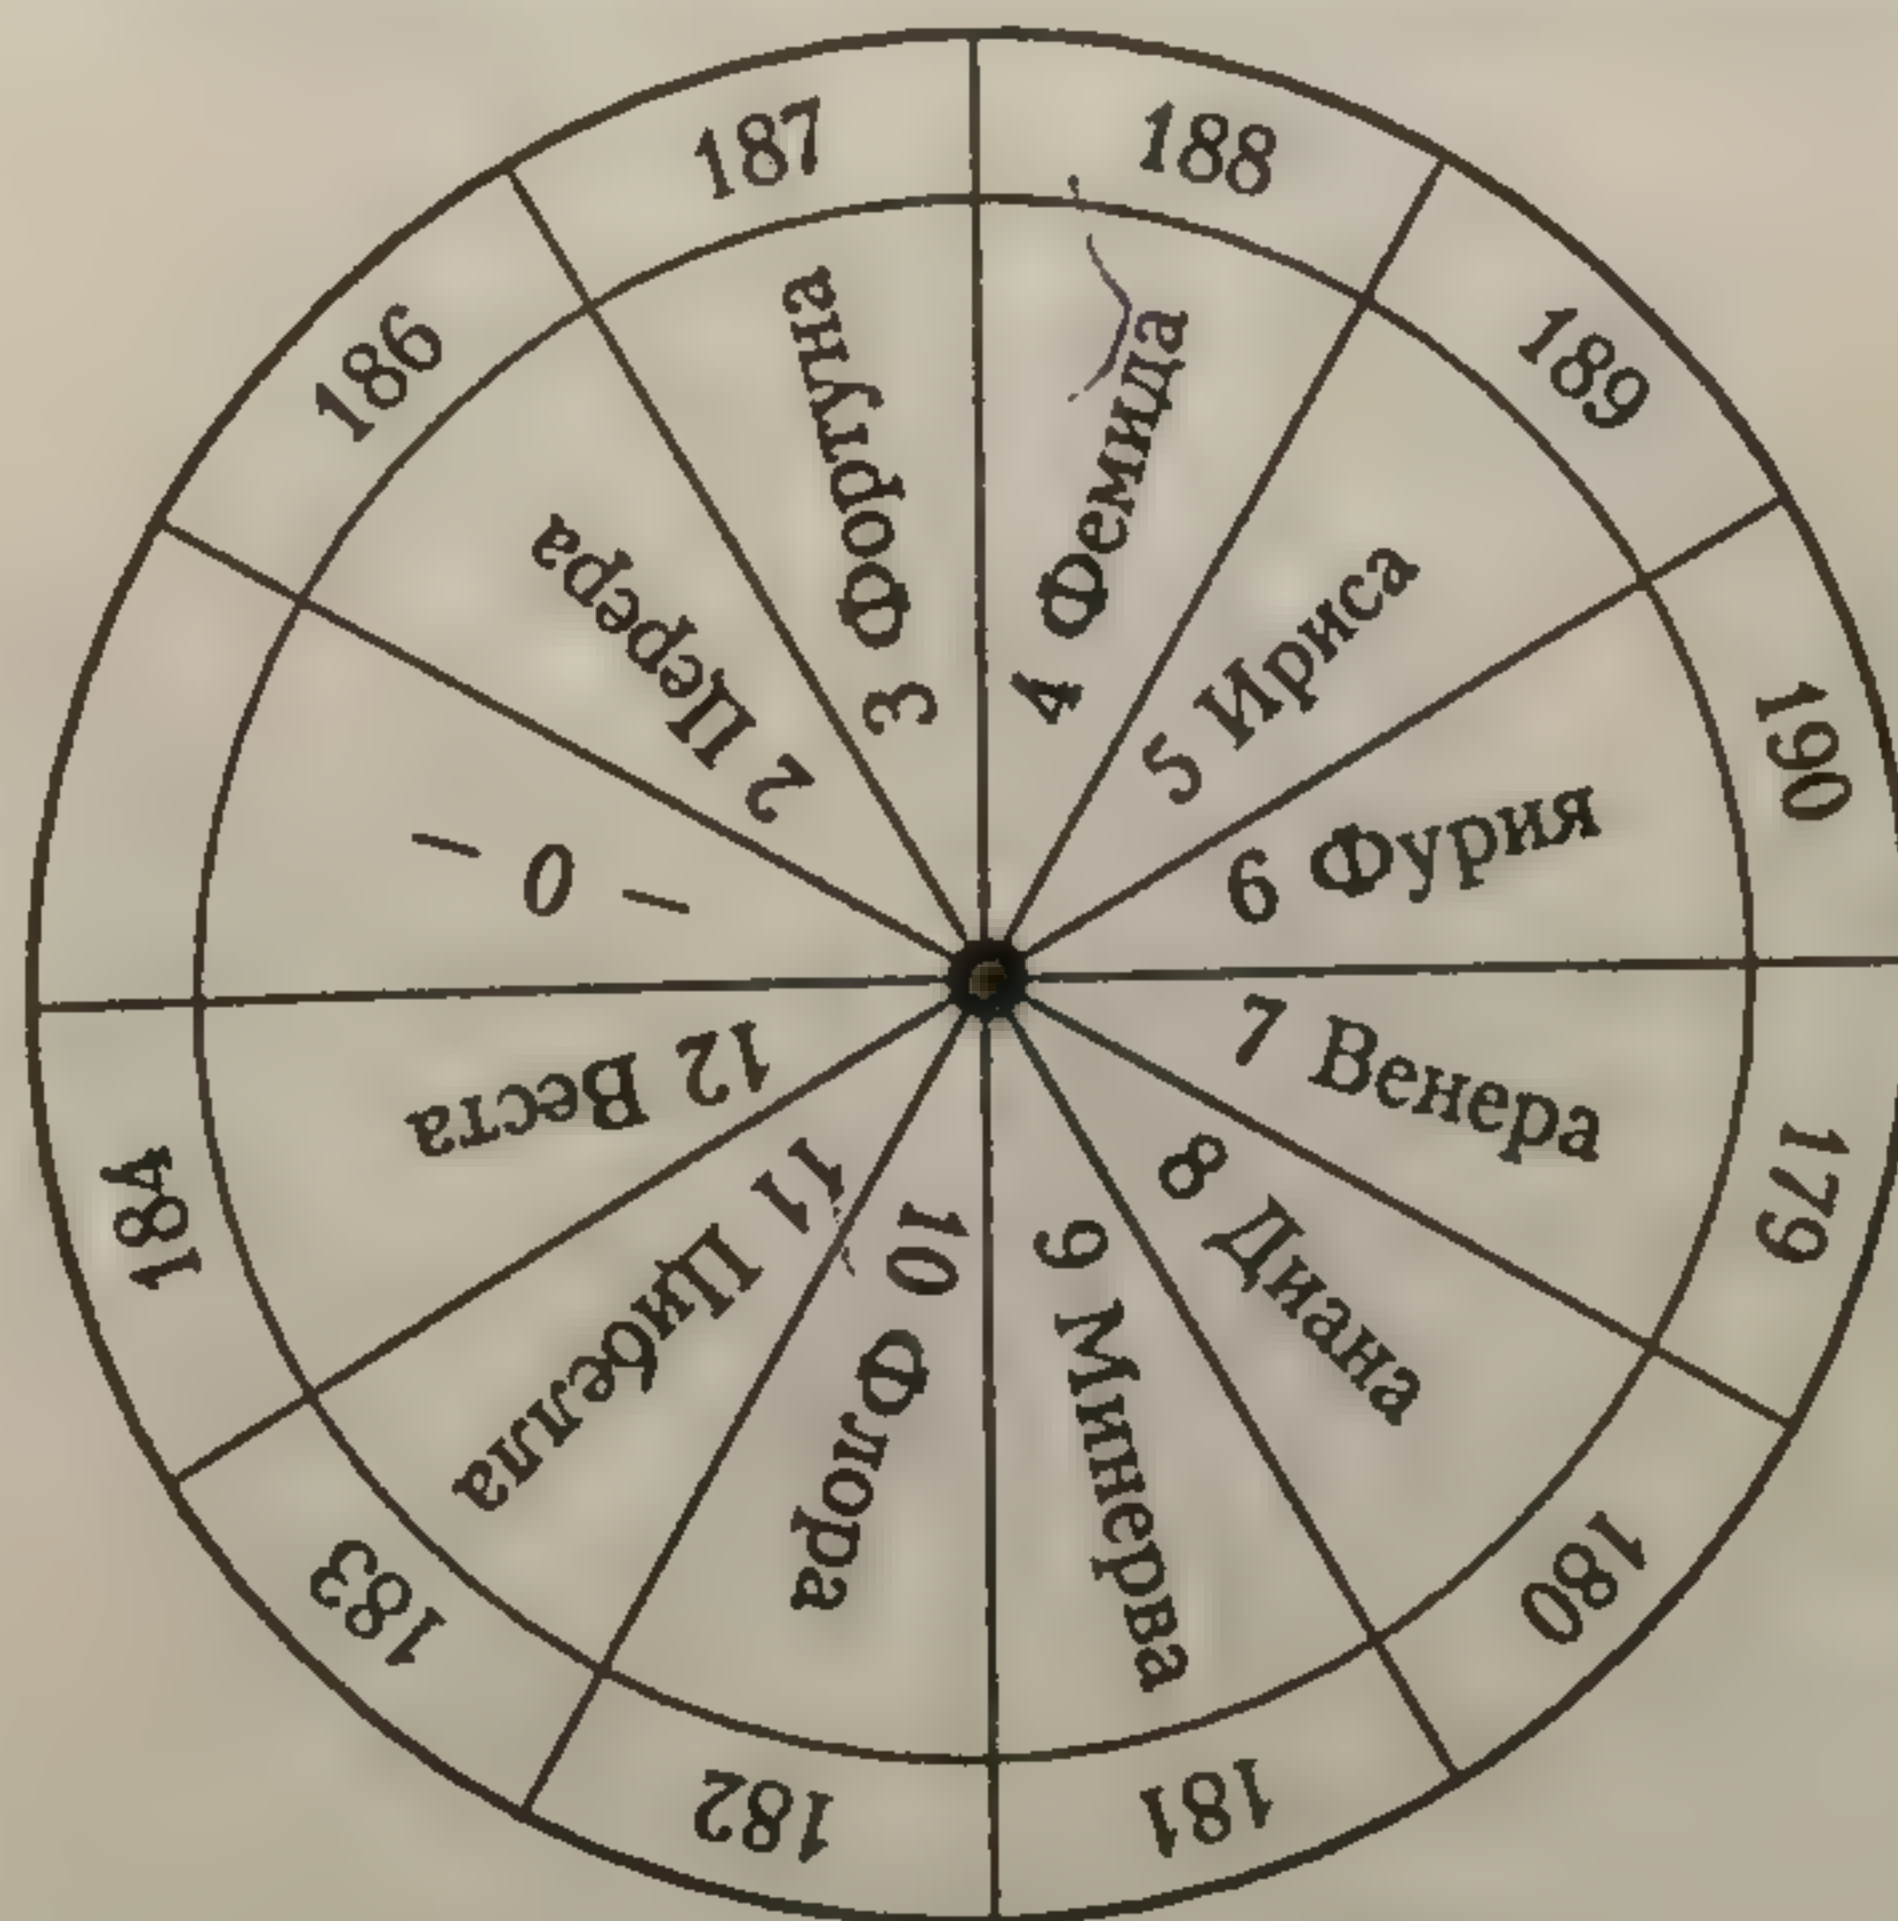 187
188
189
190
179
180
181
182
183
184
186
— 0 —
2 Церера
3 Фортуна
4 Фемида
5 Ириса
6 Фурия
7 Венера
8 Диана
9 Минерва
10 Флора
11 Цибелла
12 Веста